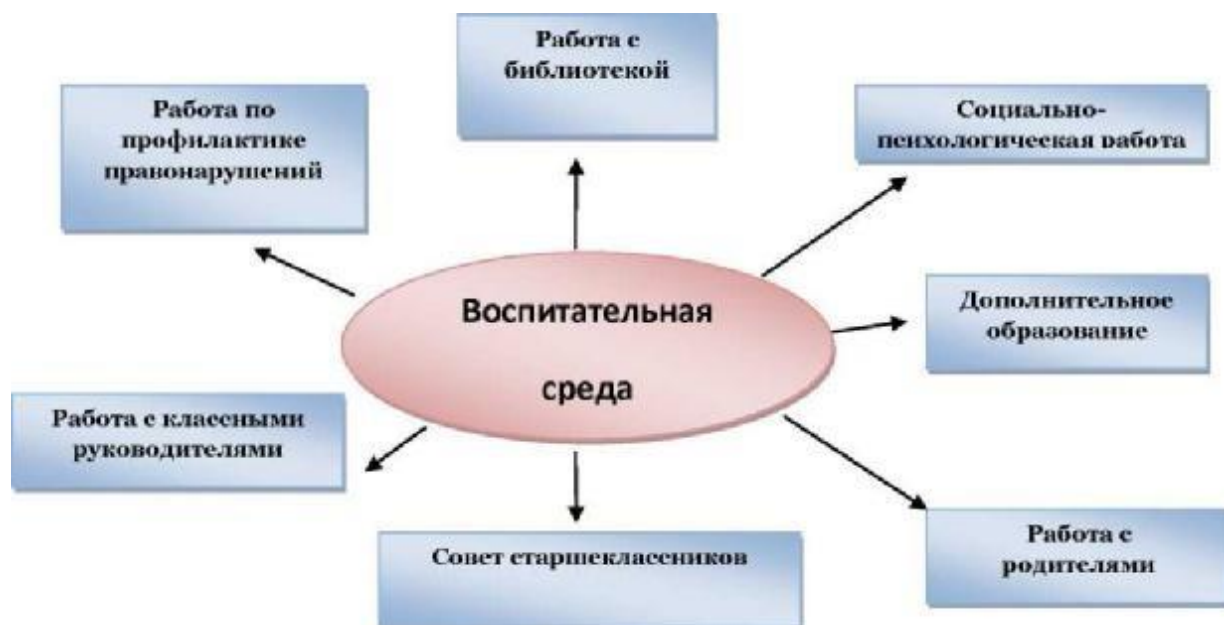 Работа с
библиотекой
Работа по
профилактике
правонарушений
Социально-
психологическая работа
Воспитательная
среда
Дополнительное
образование
Работа с классными
руководителями
Совет старшеклассников
Работа с
родителями